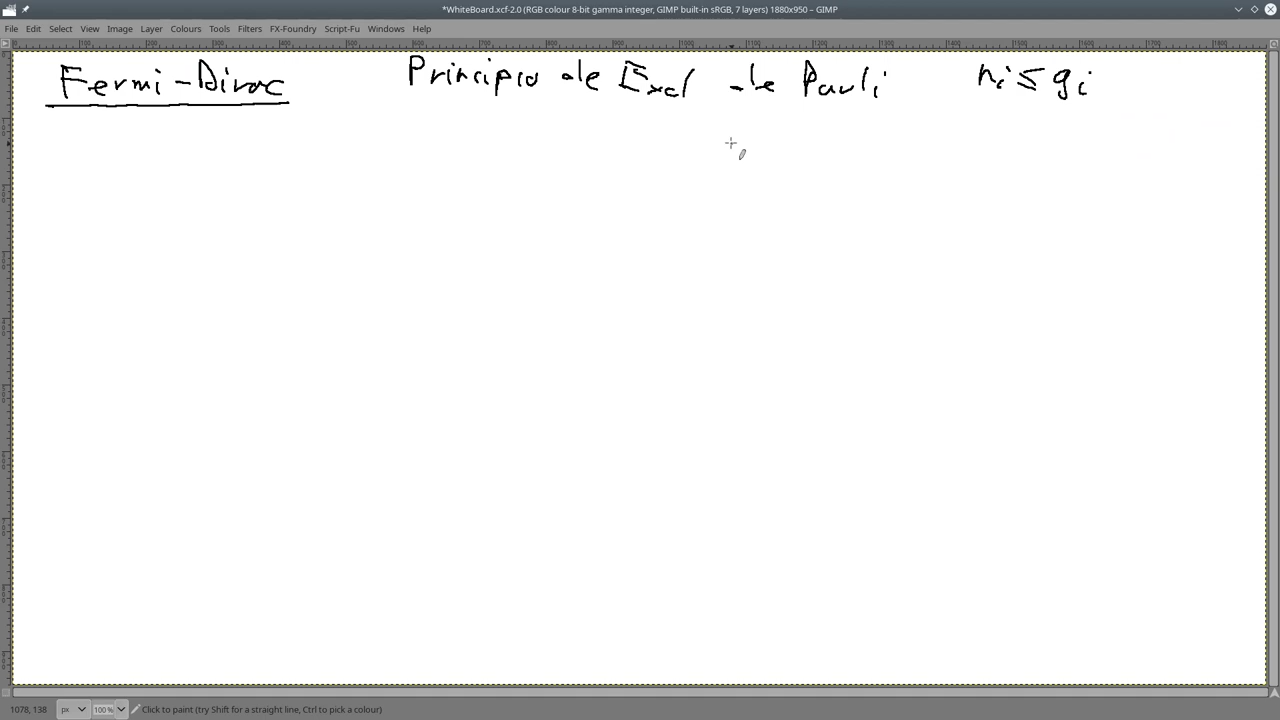 *WhiteBoard.xcf-2.0 (RGB colour 8-bit gamma integer, GIMP built-in sRGB, 7 layers) 1880x950 – GIMP
File Edit Select View Image Layer Colours Tools Filters FX-Foundry Script-Fu Windows Help
Fermi-Dirac Principio de Excl de Pauli ni ≤ gi
1078, 138 px 100% Click to paint (try Shift for a straight line, Ctrl to pick a colour)